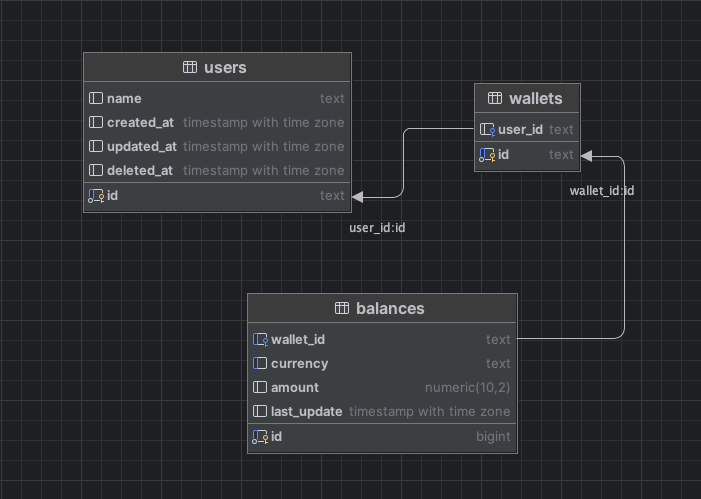 users
name text
created_at timestamp with time zone
updated_at timestamp with time zone
deleted_at timestamp with time zone
id text
wallets
user_id text
id text
wallet_id:id
user_id:id
balances
wallet_id text
currency text
amount numeric(10,2)
last_update timestamp with time zone
id bigint